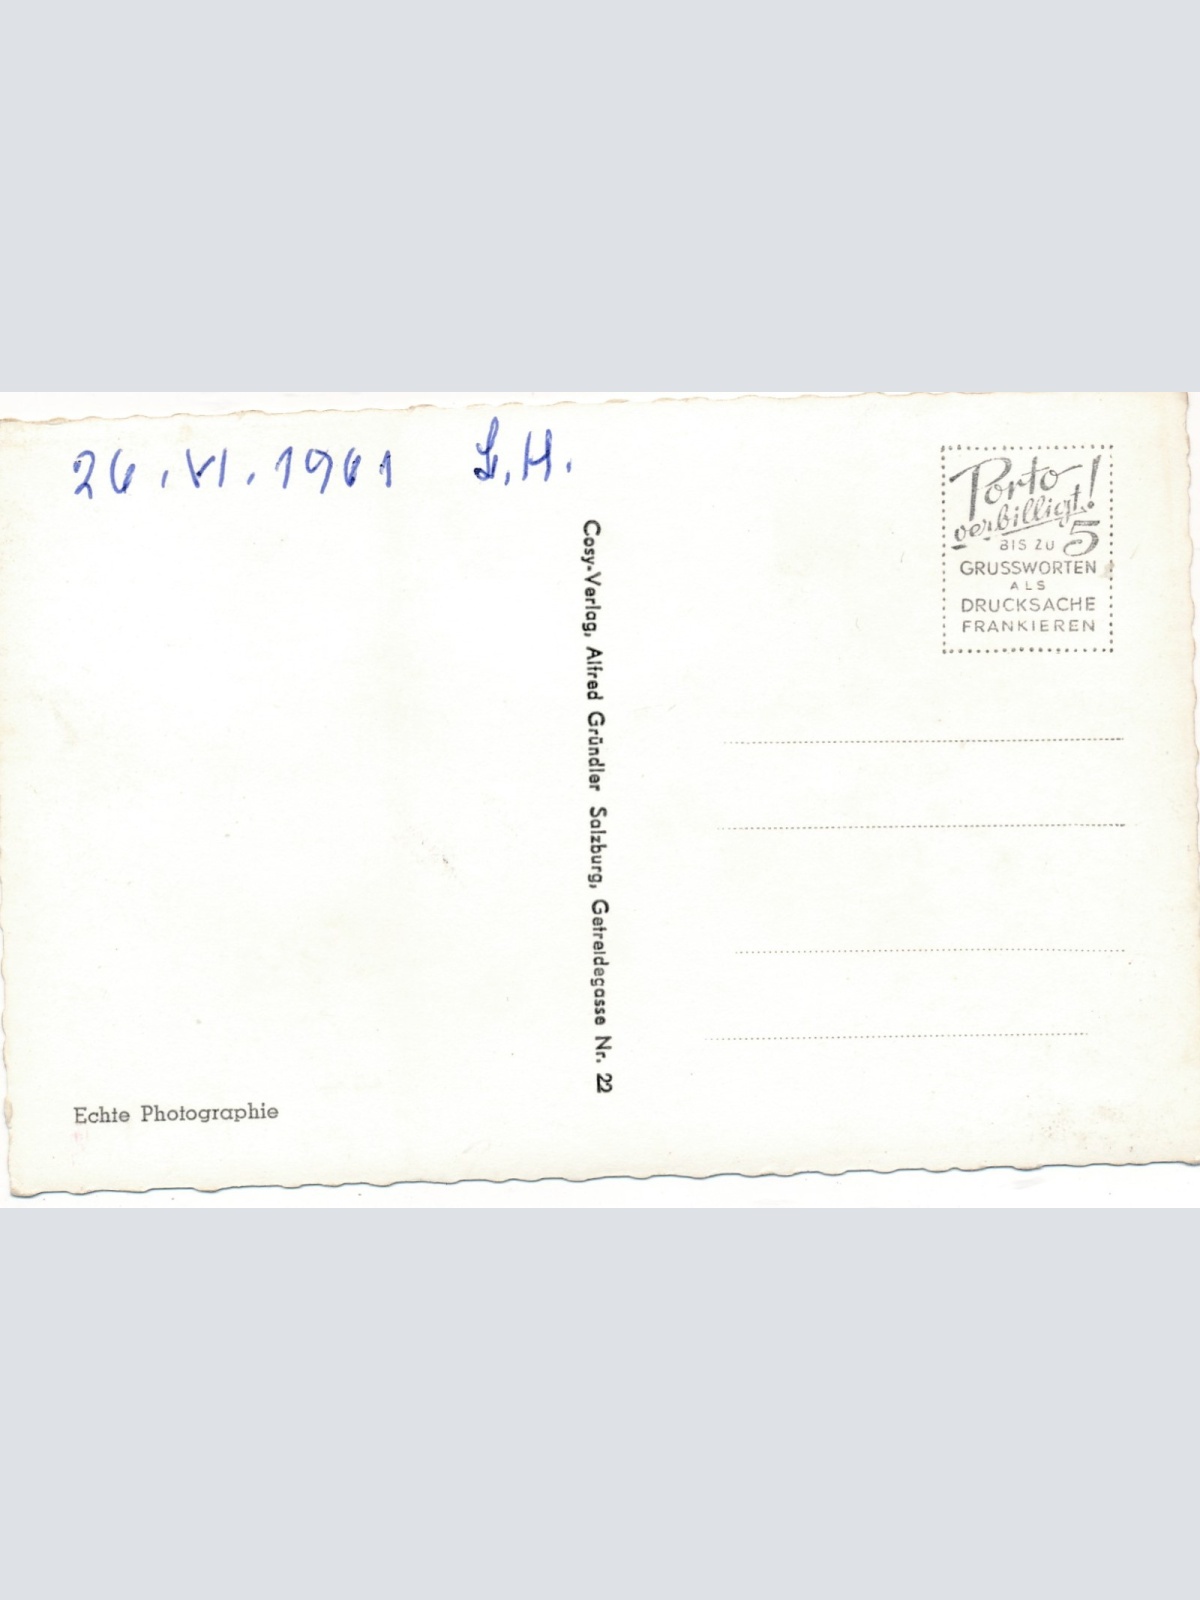 26.VI.1961 L.H.
Porto
verbilligt!
BIS ZU 5
GRUSSWORTEN
ALS
DRUCKSACHE
FRANKIEREN
Cosy-Verlag, Alfred Gründler Salzburg, Getreidegasse Nr. 22
Echte Photographie